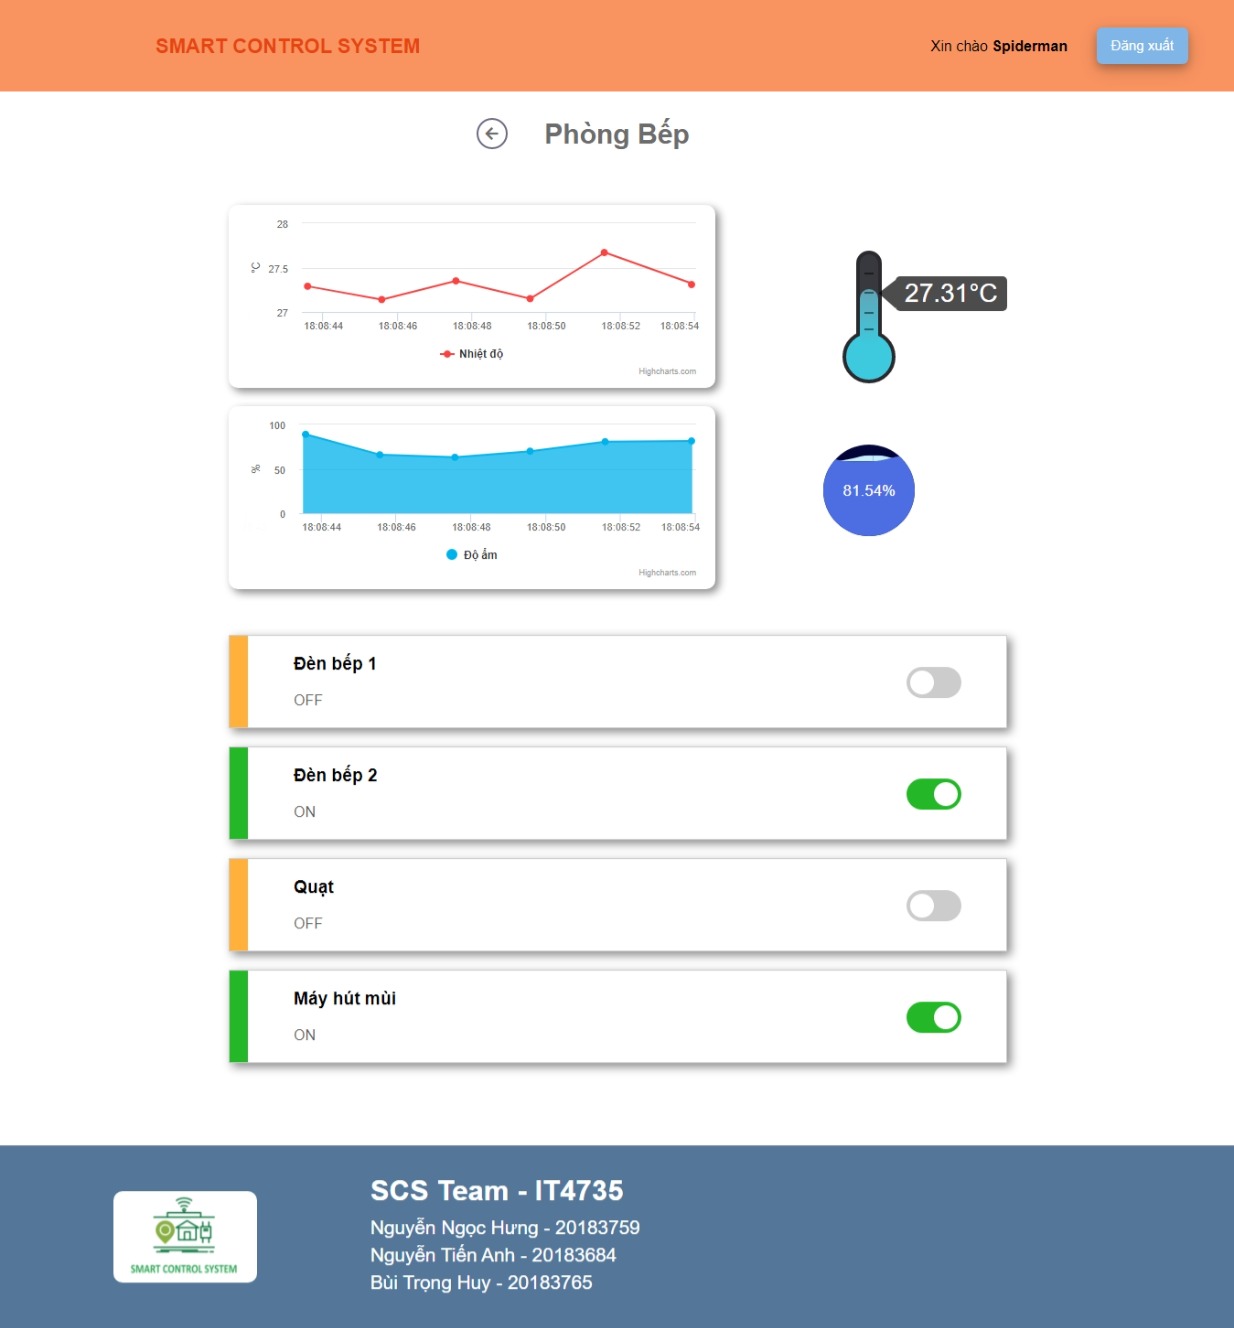 SMART CONTROL SYSTEM
Xin chào Spiderman
Đăng xuất
Phòng Bếp
28
27.5
27
°C
18:08:44 18:08:46 18:08:48 18:08:50 18:08:52 18:08:54
Nhiệt độ
Highcharts.com
27.31°C
100
50
0
%
18:08:44 18:08:46 18:08:48 18:08:50 18:08:52 18:08:54
Độ ẩm
Highcharts.com
81.54%
Đèn bếp 1
OFF
Đèn bếp 2
ON
Quạt
OFF
Máy hút mùi
ON
SMART CONTROL SYSTEM
SCS Team - IT4735
Nguyễn Ngọc Hưng - 20183759
Nguyễn Tiến Anh - 20183684
Bùi Trọng Huy - 20183765